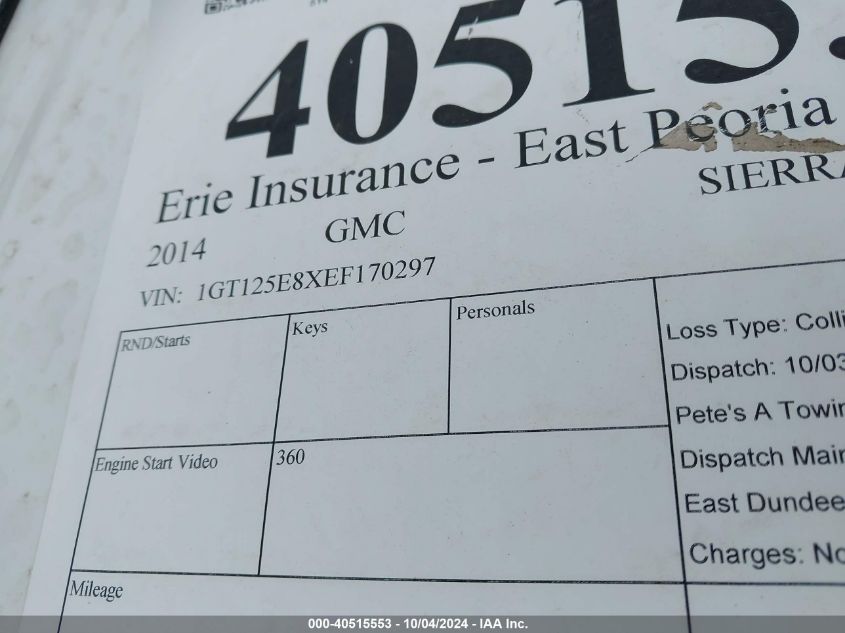 40515
Erie Insurance - East Peoria
2014 GMC SIERRA
VIN: 1GT125E8XEF170297
RND/Starts Keys Personals
Loss Type: Colli
Dispatch: 10/03
Pete's A Towin
Dispatch Main
East Dundee
Charges: No
Engine Start Video 360
Mileage
000-40515553 - 10/04/2024 - IAA Inc.